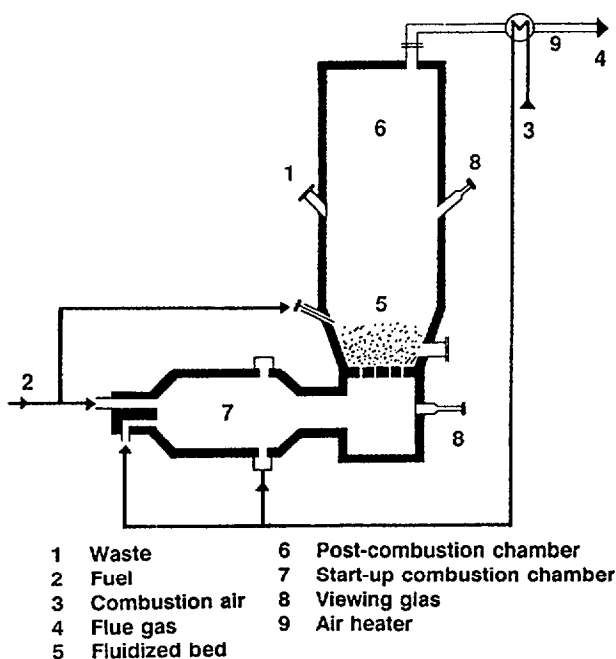 9
4
3
6
1
8
5
2
7
8
1 Waste
2 Fuel
3 Combustion air
4 Flue gas
5 Fluidized bed
6 Post-combustion chamber
7 Start-up combustion chamber
8 Viewing glas
9 Air heater